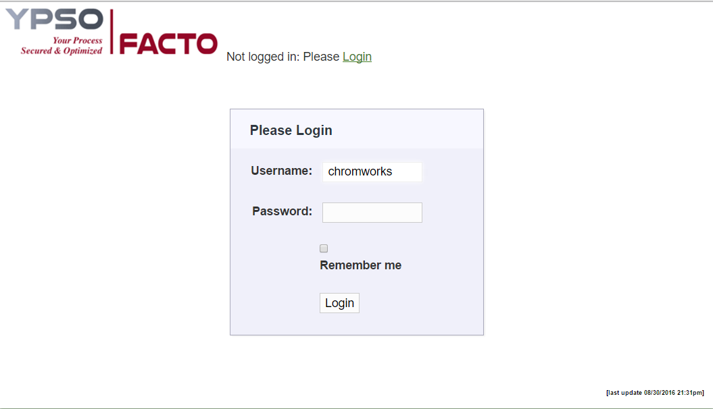 YPSO
FACTO
Your Process
Secured & Optimized
Not logged in: Please Login
Please Login
Username: chromworks
Password:
Remember me
Login
[last update 08/30/2016 21:31pm]